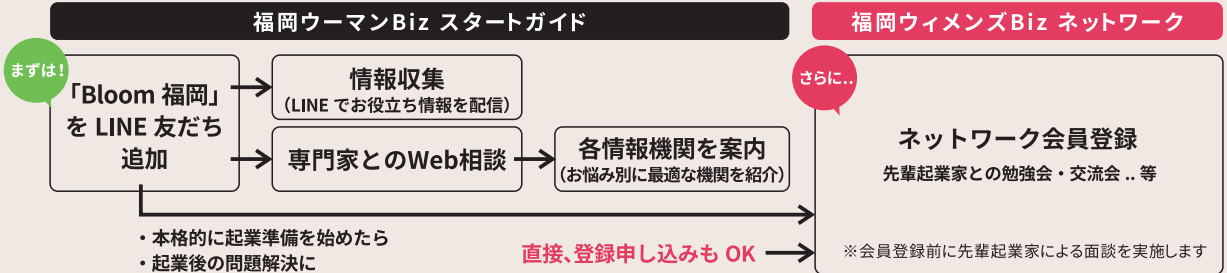 福岡ウーマンBiz スタートガイド
まずは!
「Bloom 福岡」
を LINE 友だち
追加
情報収集
(LINE でお役立ち情報を配信)
専門家とのWeb相談
各情報機関を案内
(お悩み別に最適な機関を紹介)
・本格的に起業準備を始めたら
・起業後の問題解決に
直接、登録申し込みも OK
福岡ウィメンズBiz ネットワーク
さらに..
ネットワーク会員登録
先輩起業家との勉強会・交流会 .. 等
※会員登録前に先輩起業家による面談を実施します